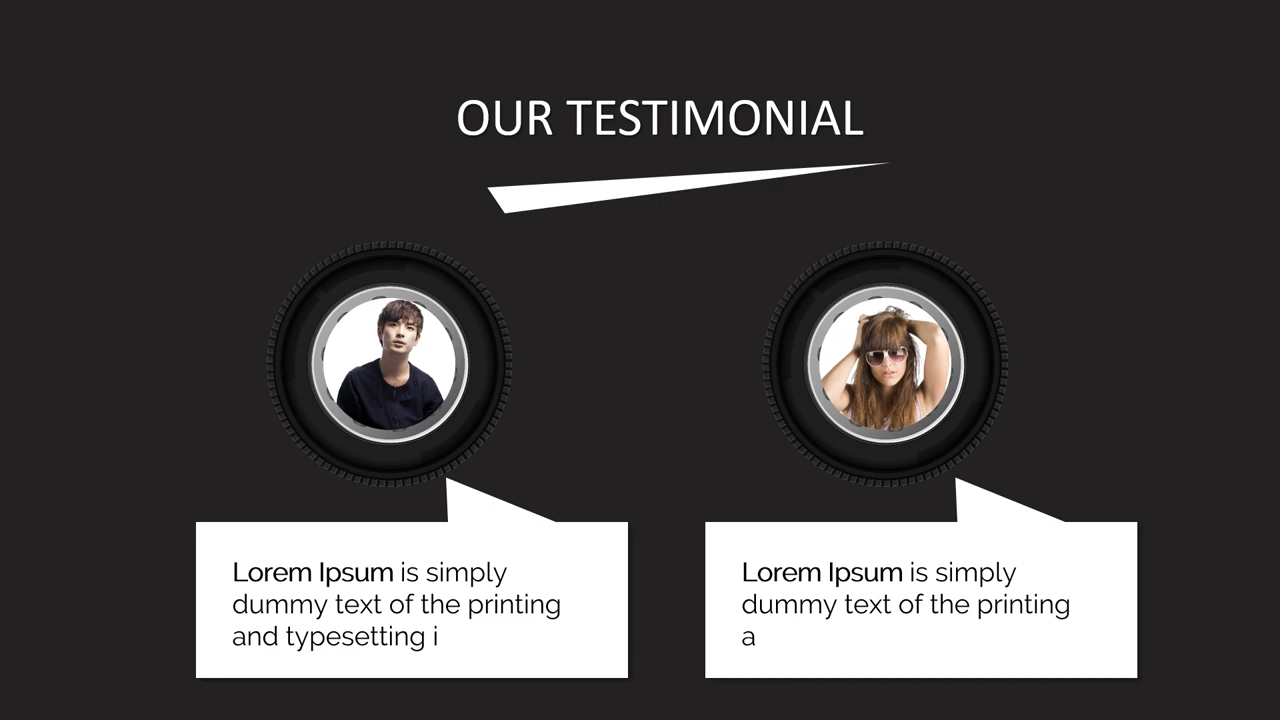 OUR TESTIMONIAL
Lorem Ipsum is simply
dummy text of the printing
and typesetting i
Lorem Ipsum is simply
dummy text of the printing
a